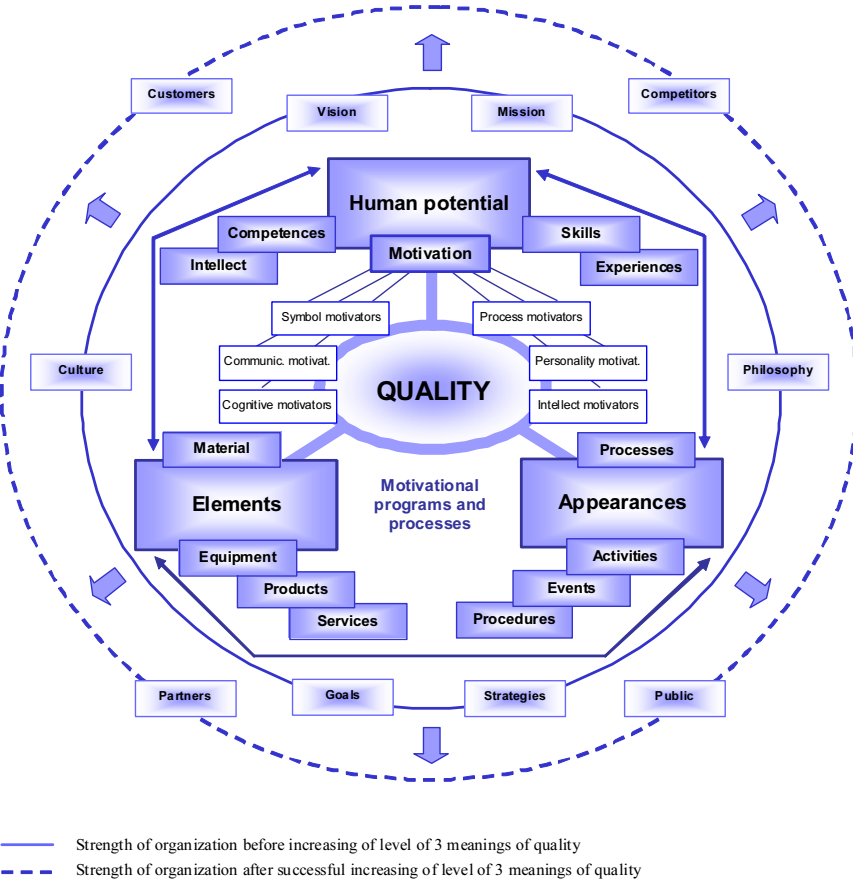 Customers
Competitors
Vision
Mission
Human potential
Competences
Skills
Intellect
Motivation
Experiences
Symbol motivators
Process motivators
Communic. motivat.
Personality motivat.
Culture
Philosophy
QUALITY
Cognitive motivators
Intellect motivators
Material
Processes
Elements
Motivational
programs and
processes
Appearances
Equipment
Activities
Products
Events
Services
Procedures
Partners
Goals
Strategies
Public
Strength of organization before increasing of level of 3 meanings of quality
Strength of organization after successful increasing of level of 3 meanings of quality